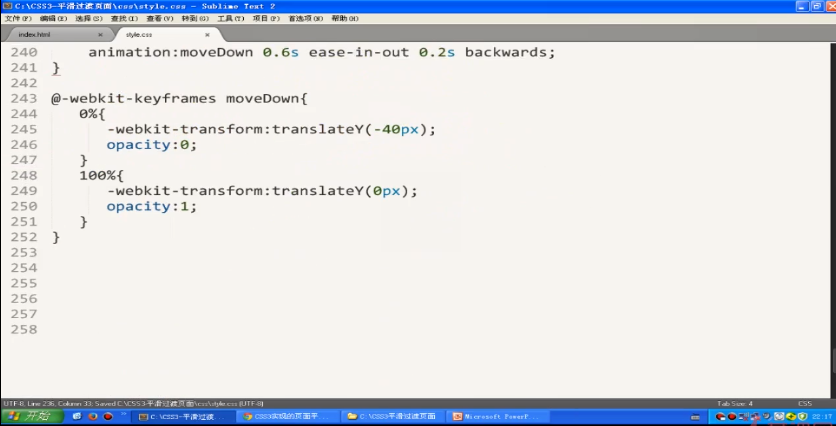 C:\CSS3-平滑过渡页面\css\style.css - Sublime Text 2
文件(F) 编辑(E) 选择(S) 查找(I) 查看(V) 转到(G) 工具(T) 项目(P) 首选项(N) 帮助(H)
index.html × style.css ×
240 animation:moveDown 0.6s ease-in-out 0.2s backwards;
241 }
242
243 @-webkit-keyframes moveDown{
244 0%{
245 -webkit-transform:translateY(-40px);
246 opacity:0;
247 }
248 100%{
249 -webkit-transform:translateY(0px);
250 opacity:1;
251 }
252 }
253
254
255
256
257
258
UTF-8, Line 236, Column 33; Saved C:\CSS3-平滑过渡页面\css\style.css (UTF-8) Tab Size: 4 CSS
开始 C:\CSS3-平滑过渡... CSS3实现的页面平... C:\CSS3平滑过渡页面 Microsoft PowerP... 22:17